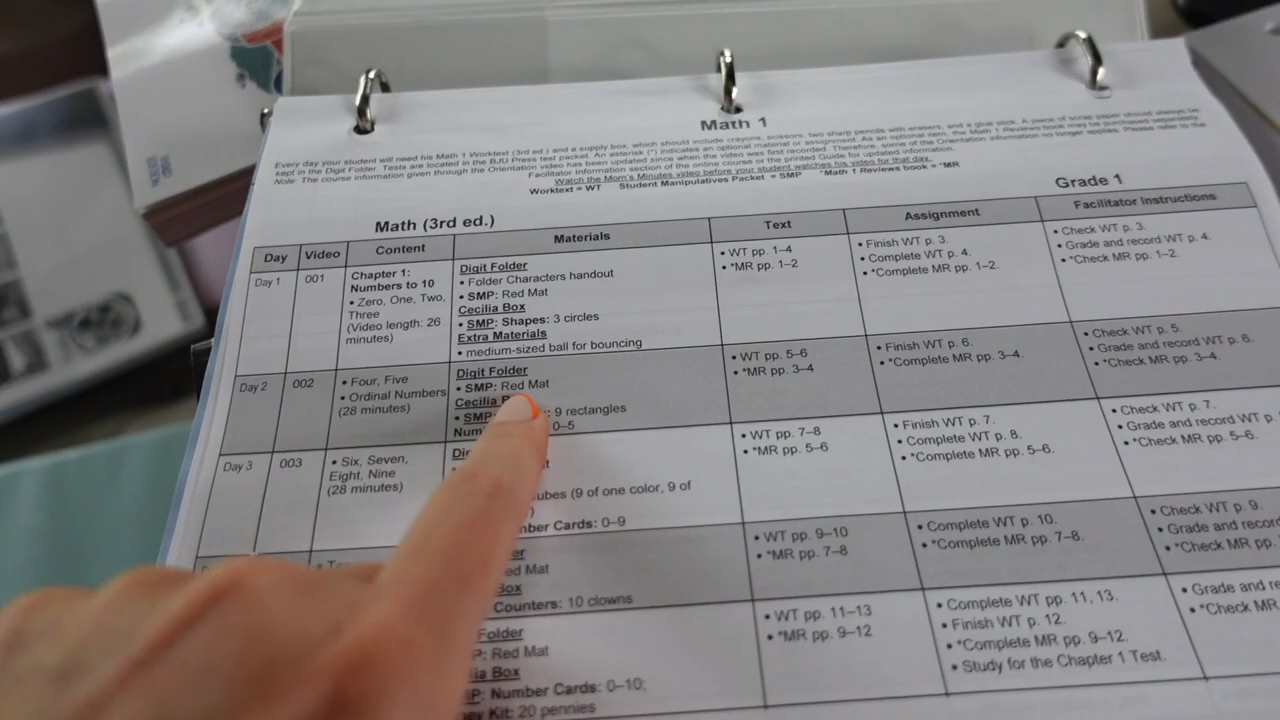 Math 1
Every day your student will need his Math 1 Worktext (3rd ed.) and a supply box, which should include crayons, scissors, two sharp pencils with erasers, and a glue stick. A piece of scrap paper should always be
kept in the Digit Folder. Tests are located in the BJU Press test packet. An asterisk (*) indicates an optional material or assignment. As an optional item, the Math 1 Reviews book may be purchased separately.
Note: The course information given through the Orientation video has been updated since when the video was first recorded. Therefore, some of the Orientation information no longer applies. Please refer to the
Facilitator Information section of the online course or the printed Guide for updated information.
Watch the Mom's Minutes video before your student watches his video for that day.
Worktext = WT Student Manipulatives Packet = SMP *Math 1 Reviews book = *MR
Math (3rd ed.)
Grade 1
Day Video Content Materials Text Assignment Facilitator Instructions
Day 1
001
Chapter 1:
Numbers to 10
• Zero, One, Two,
Three
(Video length: 26
minutes)
Digit Folder
• Folder Characters handout
• SMP: Red Mat
Cecilia Box
• SMP: Shapes: 3 circles
Extra Materials
• medium-sized ball for bouncing
• WT pp. 1–4
• *MR pp. 1–2
• Finish WT p. 3.
• Complete WT p. 4.
• *Complete MR pp. 1–2.
• Check WT p. 3.
• Grade and record WT p. 4.
• *Check MR pp. 1–2.
Day 2
002
• Four, Five
• Ordinal Numbers
(28 minutes)
Digit Folder
• SMP: Red Mat
Cecilia
• SMP: 9 rectangles
0–5
• WT pp. 5–6
• *MR pp. 3–4
• Finish WT p. 6.
• *Complete MR pp. 3–4.
• Check WT p. 5.
• Grade and record WT p. 6.
• *Check MR pp. 3–4.
Day 3
003
• Six, Seven,
Eight, Nine
(28 minutes)
(9 of one color, 9 of
Cards: 0–9
• WT pp. 7–8
• *MR pp. 5–6
• Finish WT p. 7.
• Complete WT p. 8.
• *Complete MR pp. 5–6.
• Check WT p. 7.
• Grade and record WT p.
• *Check MR pp. 5–6.
Mat
Box
Counters: 10 clowns
• WT pp. 9–10
• *MR pp. 7–8
• Complete WT p. 10.
• *Complete MR pp. 7–8.
• Check WT p. 9.
• Grade and record
• *Check MR pp.
Folder
Red Mat
Box
Number Cards: 0–10;
Kit: 20 pennies
• WT pp. 11–13
• *MR pp. 9–12
• Complete WT pp. 11, 13.
• Finish WT p. 12.
• *Complete MR pp. 9–12.
• Study for the Chapter 1 Test.
• Grade and
• *Check MR